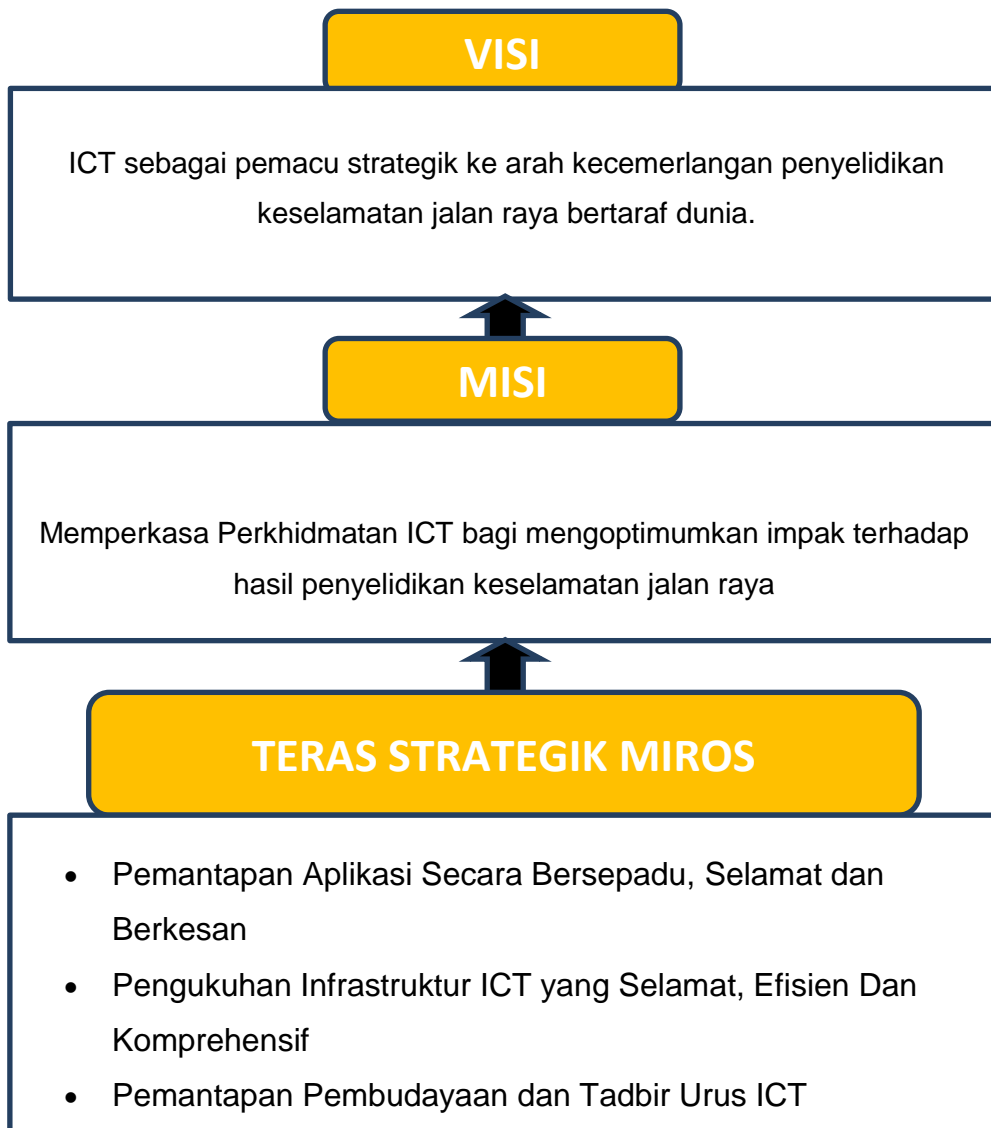 VISI
ICT sebagai pemacu strategik ke arah kecemerlangan penyelidikan
keselamatan jalan raya bertaraf dunia.
MISI
Memperkasa Perkhidmatan ICT bagi mengoptimumkan impak terhadap
hasil penyelidikan keselamatan jalan raya
TERAS STRATEGIK MIROS
• Pemantapan Aplikasi Secara Bersepadu, Selamat dan
Berkesan
• Pengukuhan Infrastruktur ICT yang Selamat, Efisien Dan
Komprehensif
• Pemantapan Pembudayaan dan Tadbir Urus ICT